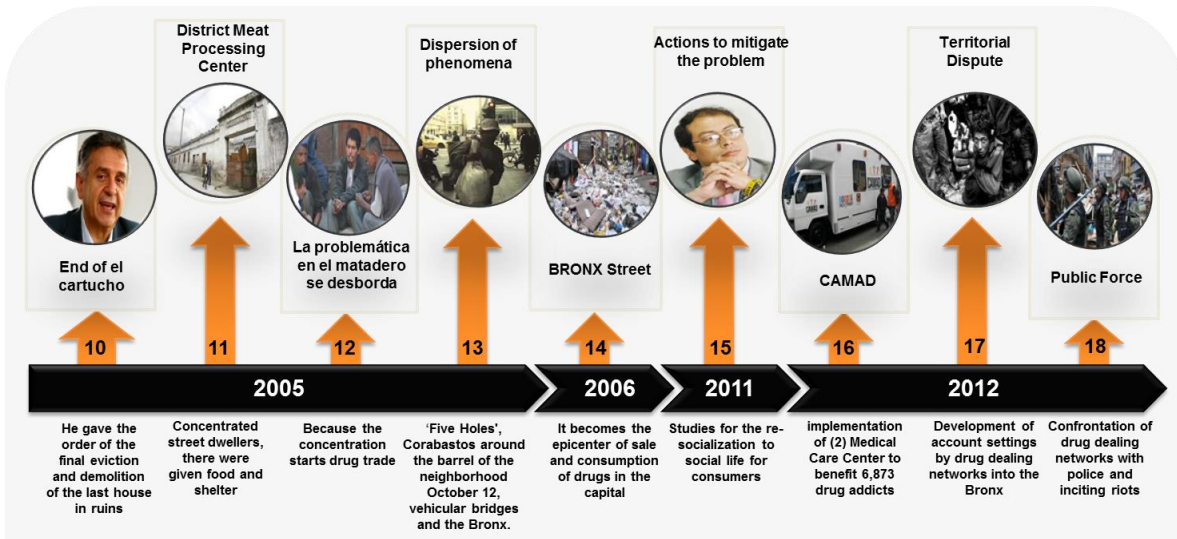 End of el
cartucho
District Meat
Processing
Center
La problemática
en el matadero
se desborda
Dispersion of
phenomena
BRONX Street
Actions to mitigate
the problem
CAMAD
Territorial
Dispute
Public Force
10
11
12
13
14
15
16
17
18
2005
2006
2011
2012
He gave the
order of the
final eviction
and demolition
of the last house
in ruins
Concentrated
street dwellers,
there were
given food and
shelter
Because the
concentration
starts drug trade
‘Five Holes',
Corabastos around
the barrel of the
neighborhood
October 12,
vehicular bridges
and the Bronx.
It becomes the
epicenter of sale
and consumption
of drugs in the
capital
Studies for the re-
socialization to
social life for
consumers
implementation
of (2) Medical
Care Center to
benefit 6,873
drug addicts
Development of
account settings
by drug dealing
networks into the
Bronx
Confrontation of
drug dealing
networks with
police and
inciting riots